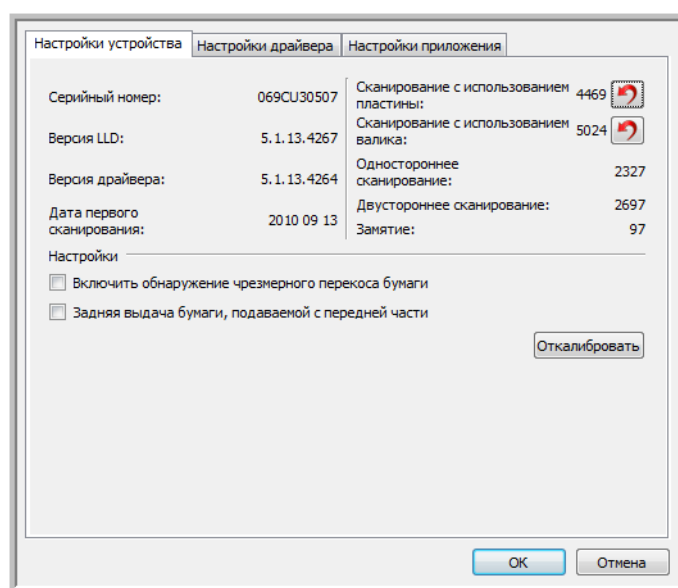 Настройки устройства Настройки драйвера Настройки приложения
Серийный номер: 069CU30507
Версия LLD: 5.1.13.4267
Версия драйвера: 5.1.13.4264
Дата первого
сканирования: 2010 09 13
Сканирование с использованием
пластины: 4469
Сканирование с использованием
валика: 5024
Одностороннее
сканирование: 2327
Двустороннее сканирование: 2697
Замятие: 97
Настройки
Включить обнаружение чрезмерного перекоса бумаги
Задняя выдача бумаги, подаваемой с передней части
Откалибровать
ОК Отмена